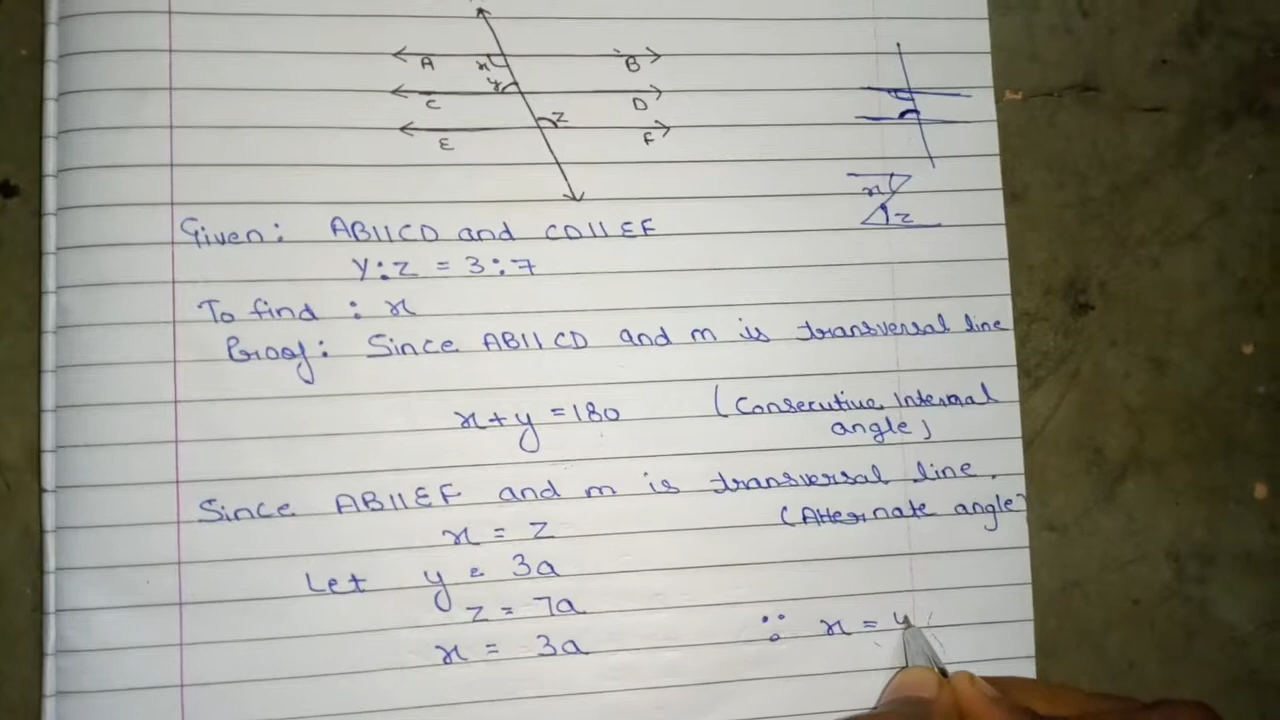 A x B
y
C D
z
E F
x
z
Given: AB||CD and CD||EF
y:z = 3:7
To find : x
Proof: Since AB||CD and m is transversal line
x+y=180 (Consecutive Internal
angle)
Since AB||EF and m is transversal line.
x = z (Alternate angle)
Let y = 3a
z = 7a
x = 3a ∵ x = y